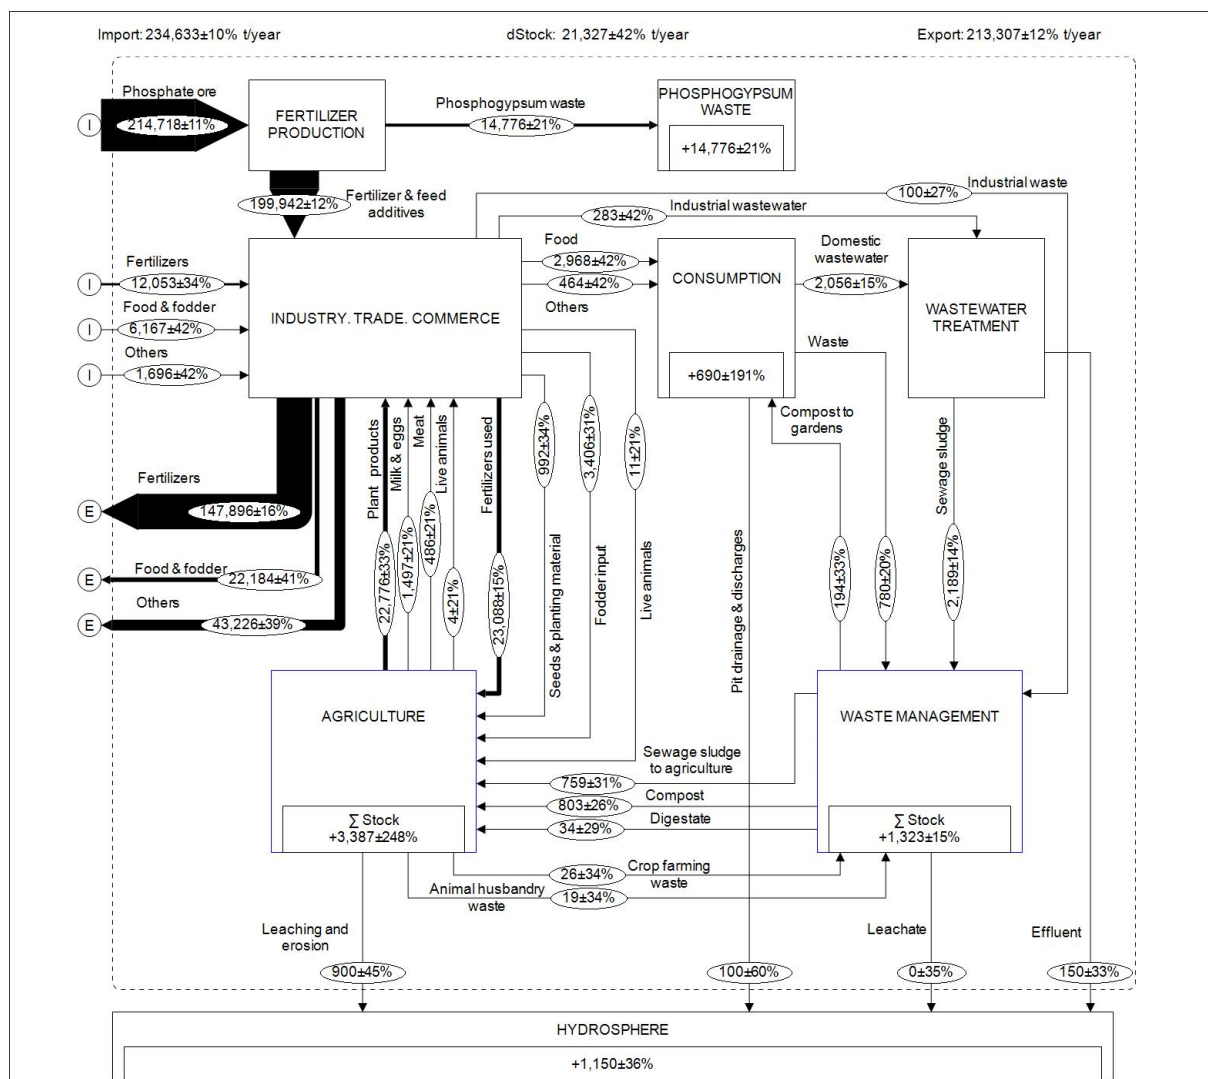 Import: 234,633±10% t/year
dStock: 21,327±42% t/year
Export: 213,307±12% t/year
Phosphate ore
I
214,718±11%
FERTILIZER
PRODUCTION
Phosphogypsum waste
14,776±21%
PHOSPHOGYPSUM
WASTE
+14,776±21%
199,942±12%
Fertilizer & feed
additives
100±27%
Industrial waste
283±42%
Industrial wastewater
Fertilizers
I
12,053±34%
Food & fodder
I
6,167±42%
Others
I
1,696±42%
INDUSTRY. TRADE. COMMERCE
Food
2,968±42%
464±42%
Others
CONSUMPTION
+690±191%
Domestic
wastewater
2,056±15%
WASTEWATER
TREATMENT
Waste
Compost to
gardens
Fertilizers
E
147,896±16%
Food & fodder
E
22,184±41%
Others
E
43,226±39%
Plant products
22,776±33%
Milk & eggs
1,497±21%
Meat
486±21%
Live animals
4±21%
Fertilizers used
23,088±15%
992±34%
Seeds & planting material
3,406±31%
Fodder input
11±21%
Live animals
Pit drainage & discharges
194±33%
780±20%
Sewage sludge
2,189±14%
AGRICULTURE
∑ Stock
+3,387±248%
WASTE MANAGEMENT
∑ Stock
+1,323±15%
Sewage sludge
to agriculture
759±31%
Compost
803±26%
Digestate
34±29%
Crop farming
waste
26±34%
Animal husbandry
waste
19±34%
Leaching and
erosion
900±45%
100±60%
Leachate
0±35%
Effluent
150±33%
HYDROSPHERE
+1,150±36%